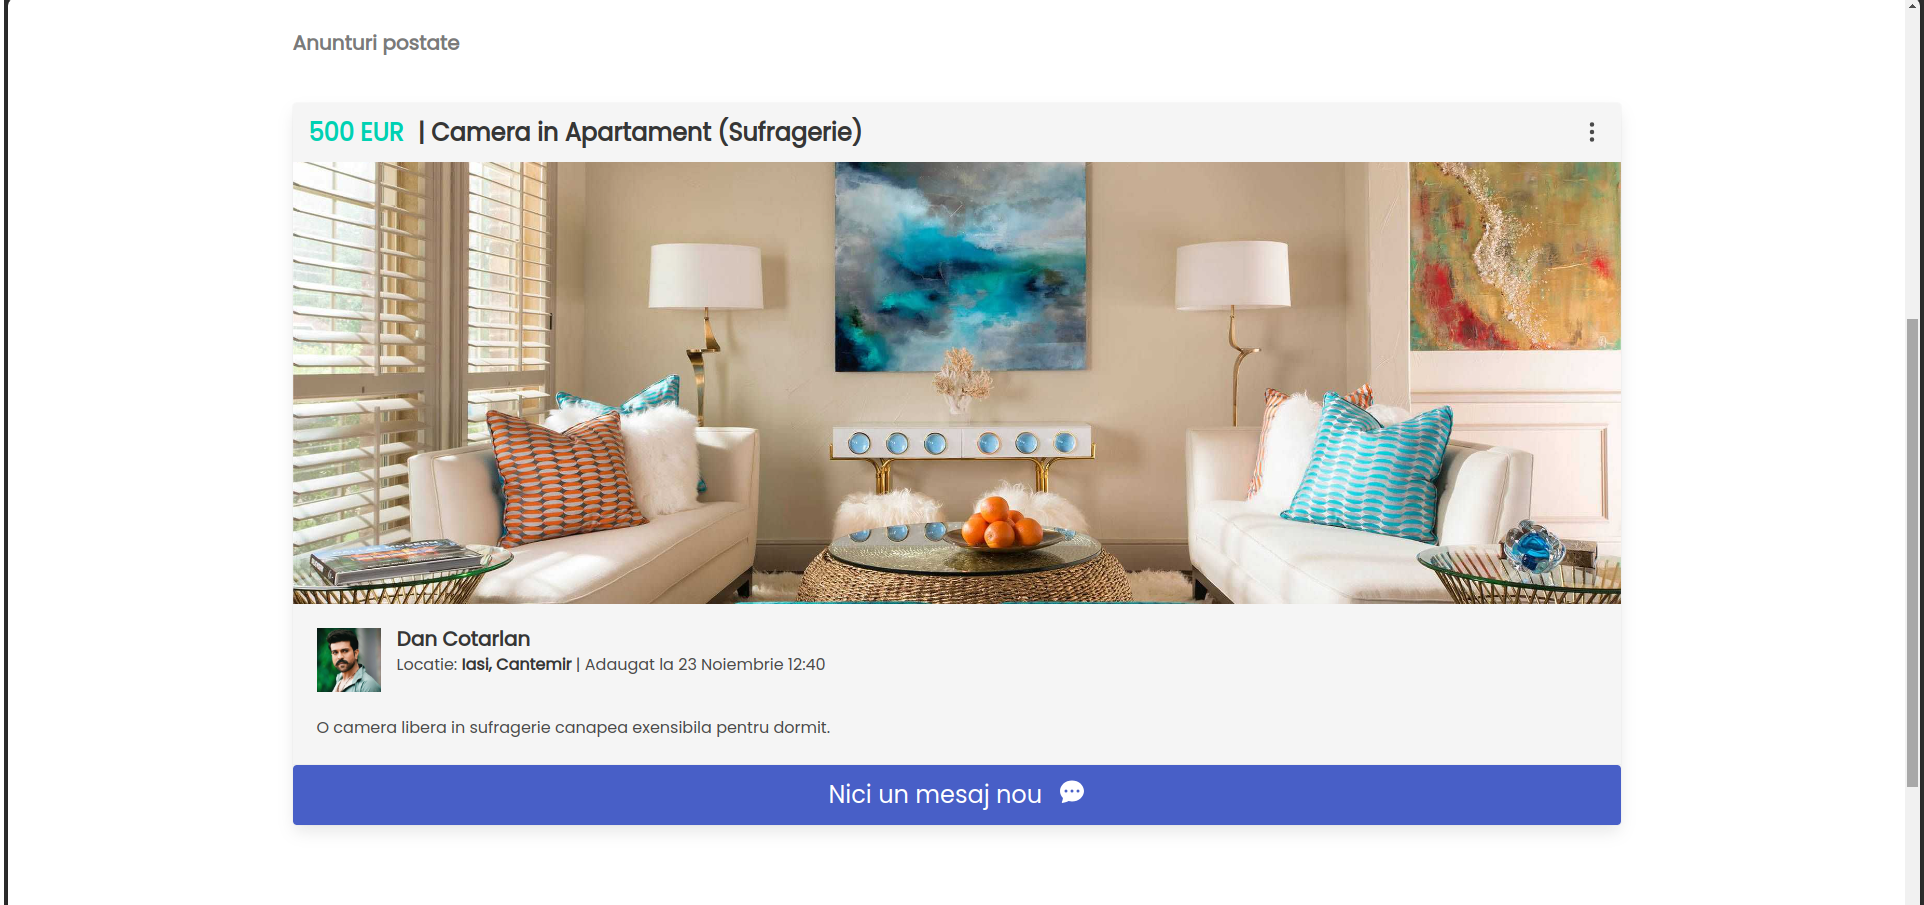 Anunturi postate
500 EUR | Camera in Apartament (Sufragerie)
Dan Cotarlan
Locatie: Iasi, Cantemir | Adaugat la 23 Noiembrie 12:40
O camera libera in sufragerie canapea exensibila pentru dormit.
Nici un mesaj nou